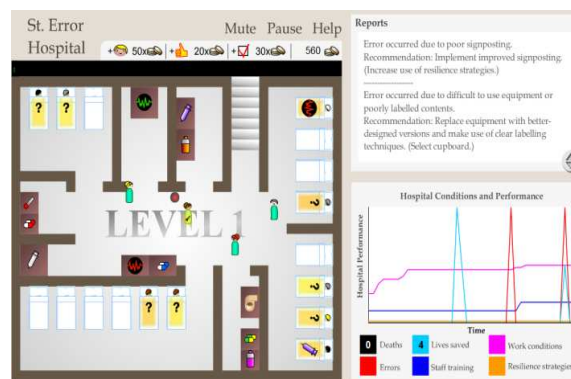 St. Error
Hospital
Mute Pause Help
+ 50x | + 20x | + 30x 560
? ?
LEVEL 1
?
?
? ?
?
?
Reports
Error occurred due to poor signposting.
Recommendation: Implement improved signposting.
(Increase use of resilience strategies.)
Error occurred due to difficult to use equipment or
poorly labelled contents.
Recommendation: Replace equipment with better-
designed versions and make use of clear labelling
techniques. (Select cupboard.)
Hospital Conditions and Performance
Hospital Performance
Time
0 Deaths
4 Lives saved
Work conditions
Errors
Staff training
Resilience strategies